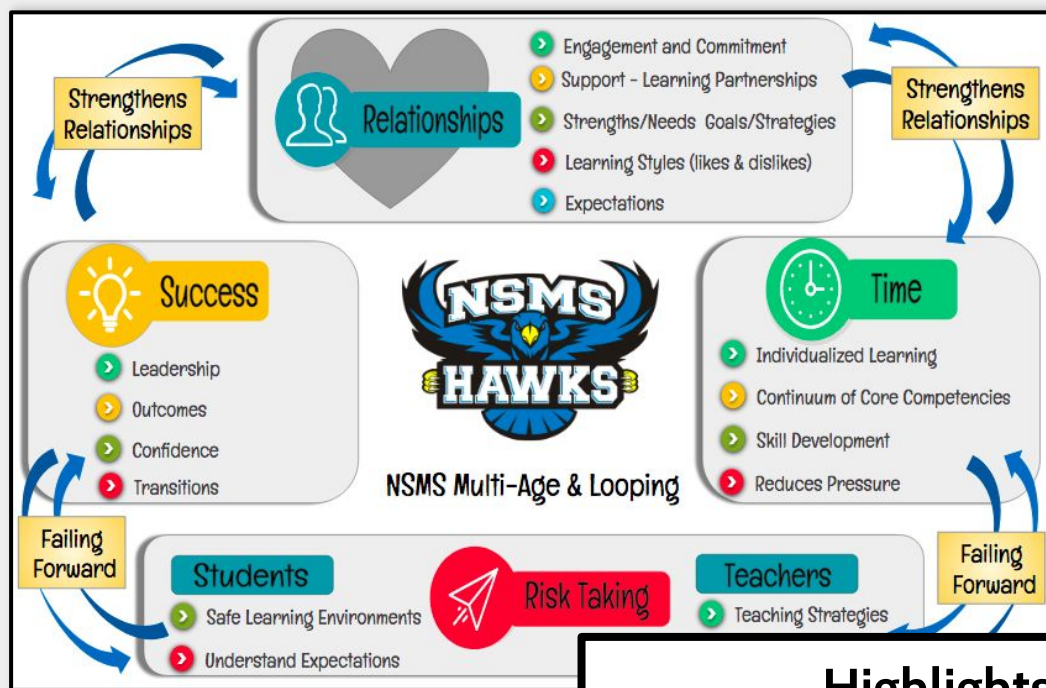 Strengthens
Relationships
Relationships
Engagement and Commitment
Support - Learning Partnerships
Strengths/Needs Goals/Strategies
Learning Styles (likes & dislikes)
Expectations
Strengthens
Relationships
Success
Leadership
Outcomes
Confidence
Transitions
NSMS
HAWKS
NSMS Multi-Age & Looping
Time
Individualized Learning
Continuum of Core Competencies
Skill Development
Reduces Pressure
Failing
Forward
Students
Safe Learning Environments
Understand Expectations
Risk Taking
Teachers
Teaching Strategies
Failing
Forward
Highlights